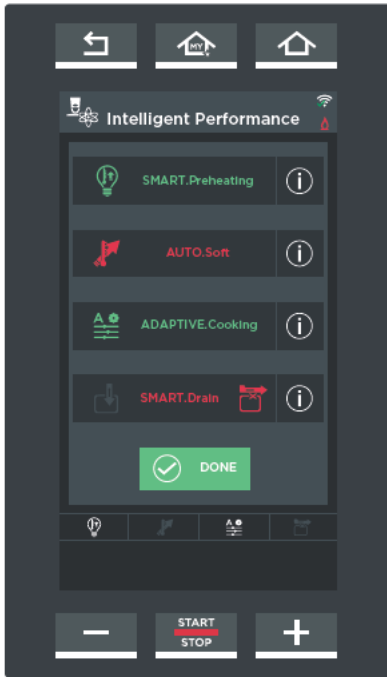 MY
Intelligent Performance
SMART.Preheating
AUTO.Soft
A
ADAPTIVE.Cooking
SMART.Drain
DONE
A
START
STOP